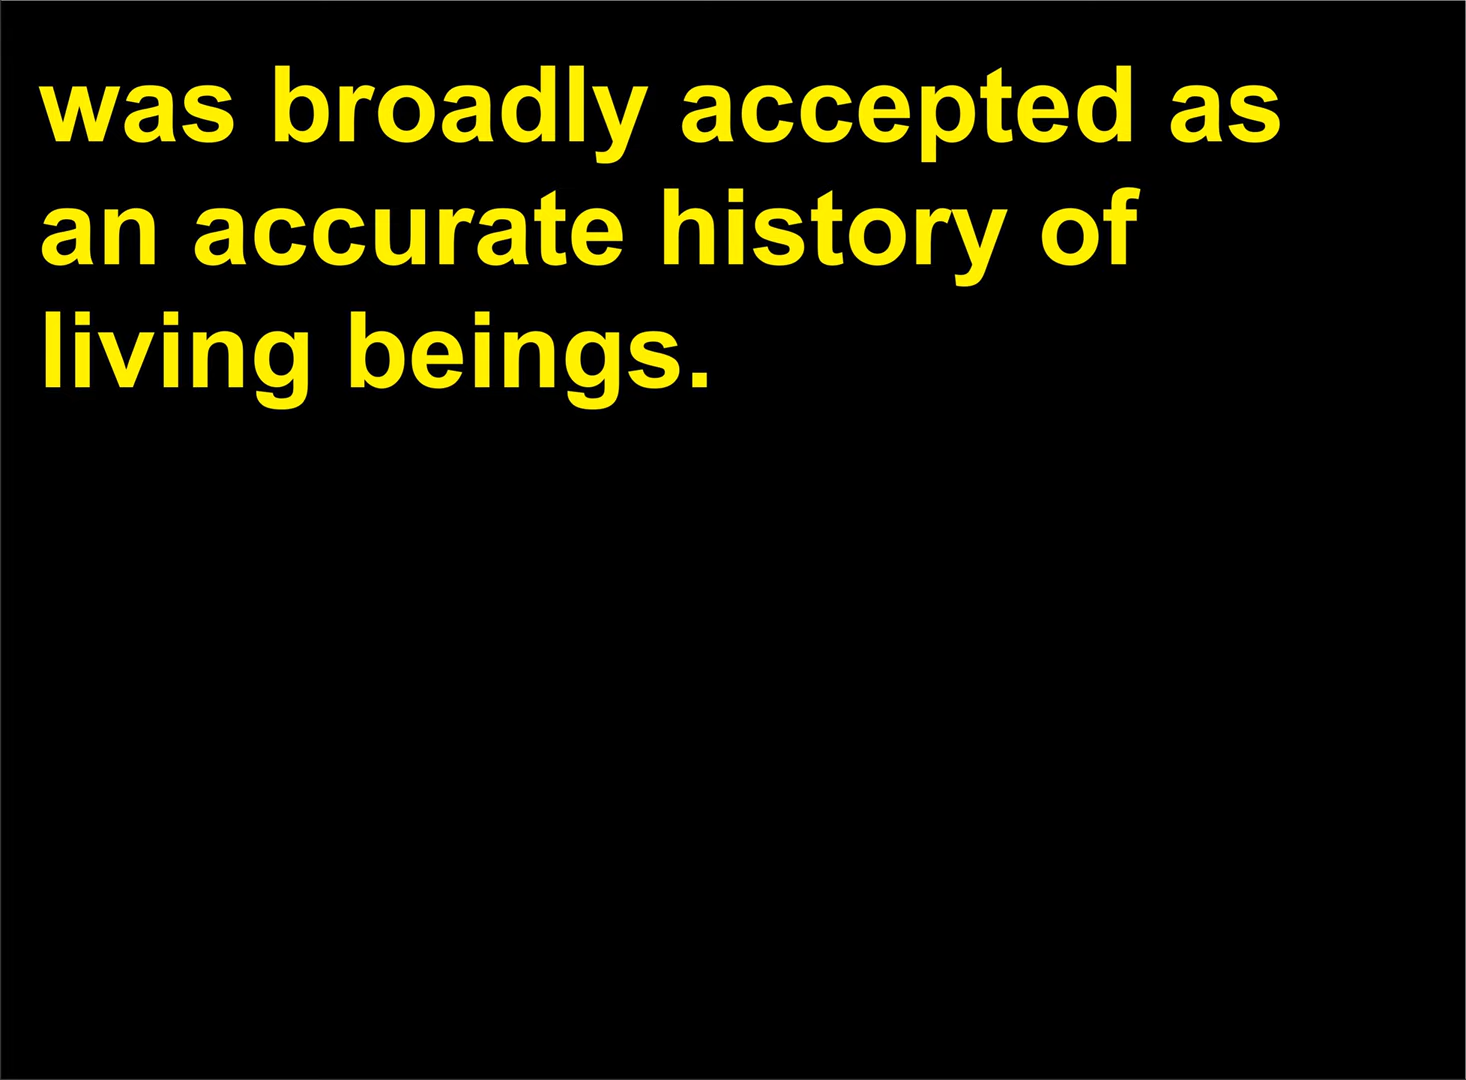 was broadly accepted as
an accurate history of
living beings.